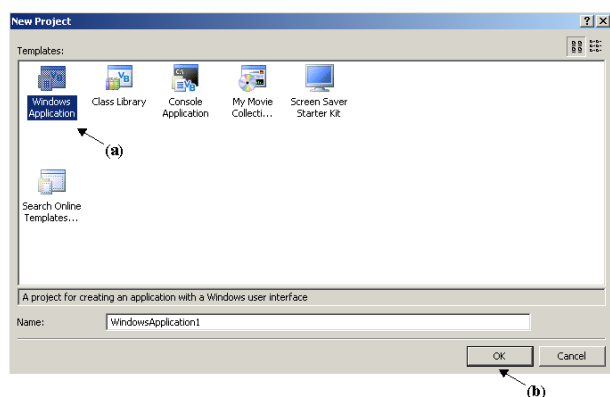 New Project
Templates:
Windows Application
Class Library
Console Application
My Movie Collecti...
Screen Saver Starter Kit
(a)
Search Online Templates...
A project for creating an application with a Windows user interface
Name: WindowsApplication1
OK Cancel
(b)